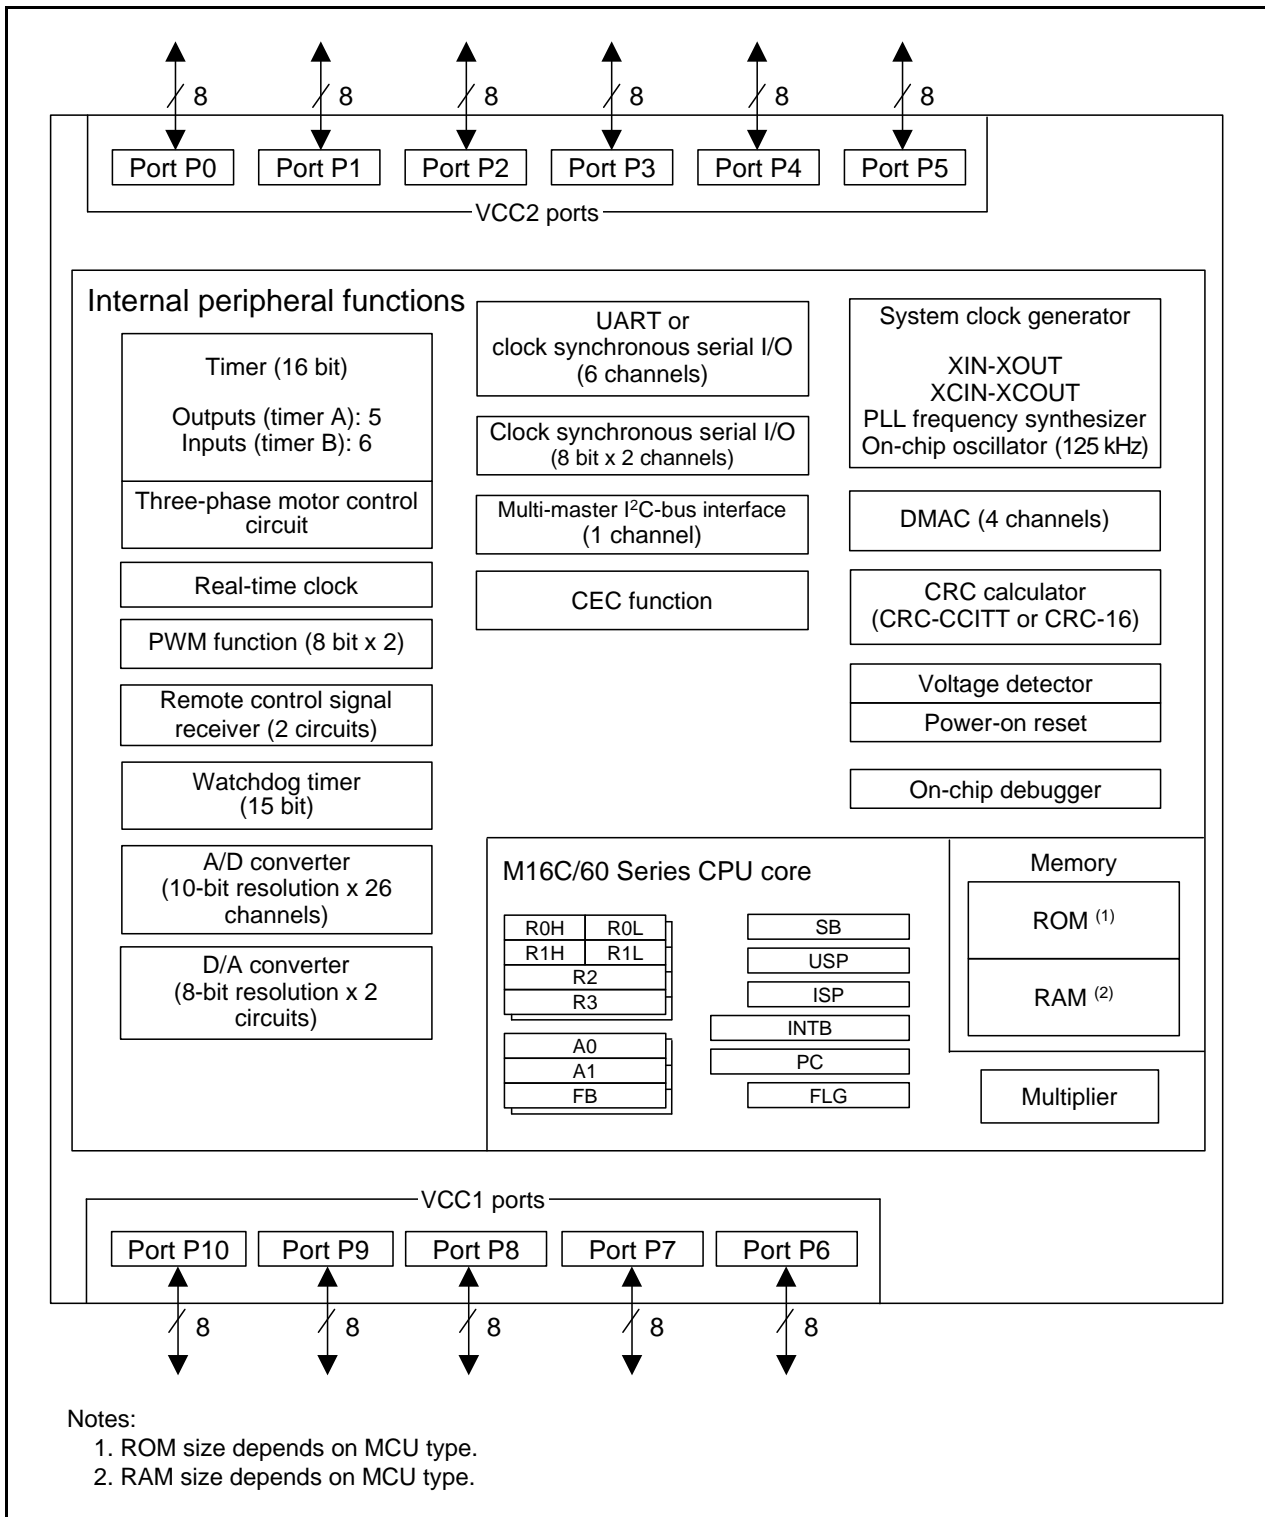 8 8 8 8 8 8
Port P0 Port P1 Port P2 Port P3 Port P4 Port P5
VCC2 ports
Internal peripheral functions
Timer (16 bit)
Outputs (timer A): 5
Inputs (timer B): 6
Three-phase motor control
circuit
Real-time clock
PWM function (8 bit x 2)
Remote control signal
receiver (2 circuits)
Watchdog timer
(15 bit)
A/D converter
(10-bit resolution x 26
channels)
D/A converter
(8-bit resolution x 2
circuits)
UART or
clock synchronous serial I/O
(6 channels)
Clock synchronous serial I/O
(8 bit x 2 channels)
Multi-master I²C-bus interface
(1 channel)
CEC function
System clock generator
XIN-XOUT
XCIN-XCOUT
PLL frequency synthesizer
On-chip oscillator (125 kHz)
DMAC (4 channels)
CRC calculator
(CRC-CCITT or CRC-16)
Voltage detector
Power-on reset
On-chip debugger
M16C/60 Series CPU core
R0H R0L
R1H R1L
R2
R3
A0
A1
FB
SB
USP
ISP
INTB
PC
FLG
Memory
ROM (1)
RAM (2)
Multiplier
VCC1 ports
Port P10 Port P9 Port P8 Port P7 Port P6
8 8 8 8 8
Notes:
1. ROM size depends on MCU type.
2. RAM size depends on MCU type.